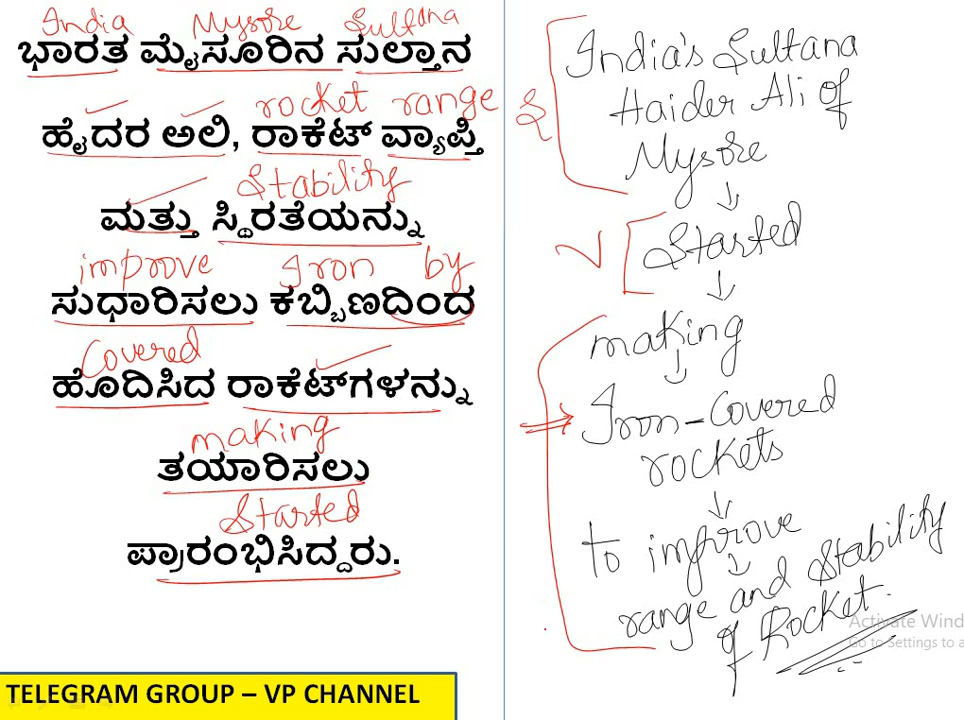 India Mysore Sultana
ಭಾರತ ಮೈಸೂರಿನ ಸುಲ್ತಾನ
rocket range
ಹೈದರ ಅಲಿ, ರಾಕೆಟ್ ವ್ಯಾಪ್ತಿ
Stability
ಮತ್ತು ಸ್ಥಿರತೆಯನ್ನು
improve Iron by
ಸುಧಾರಿಸಲು ಕಬ್ಬಿಣದಿಂದ
Covered
ಹೊದಿಸಿದ ರಾಕೆಟ್‌ಗಳನ್ನು
making
ತಯಾರಿಸಲು
Started
ಪ್ರಾರಂಭಿಸಿದ್ದರು.
TELEGRAM GROUP – VP CHANNEL
India's Sultana
Haider Ali of
Mysore
S
Started
V
making
Iron-Covered
rockets
to improve
range and Stability
of Rocket.
Activate Wind
Go to Settings to a